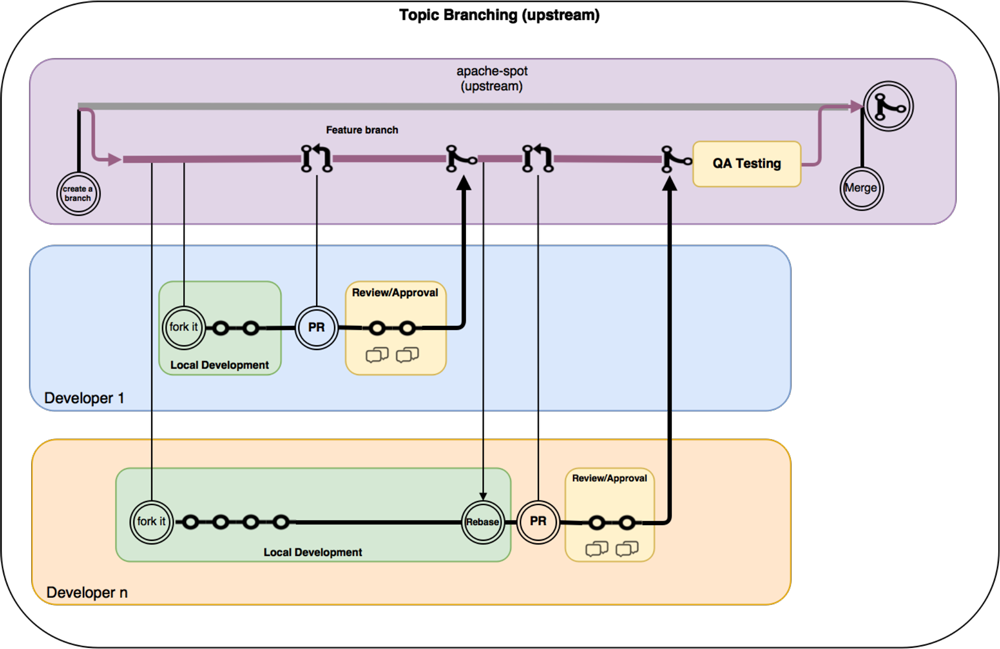 Topic Branching (upstream)
apache-spot
(upstream)
Feature branch
create a
branch
QA Testing
Merge
Review/Approval
fork it
PR
Local Development
Developer 1
Review/Approval
fork it
Rebase
PR
Local Development
Developer n